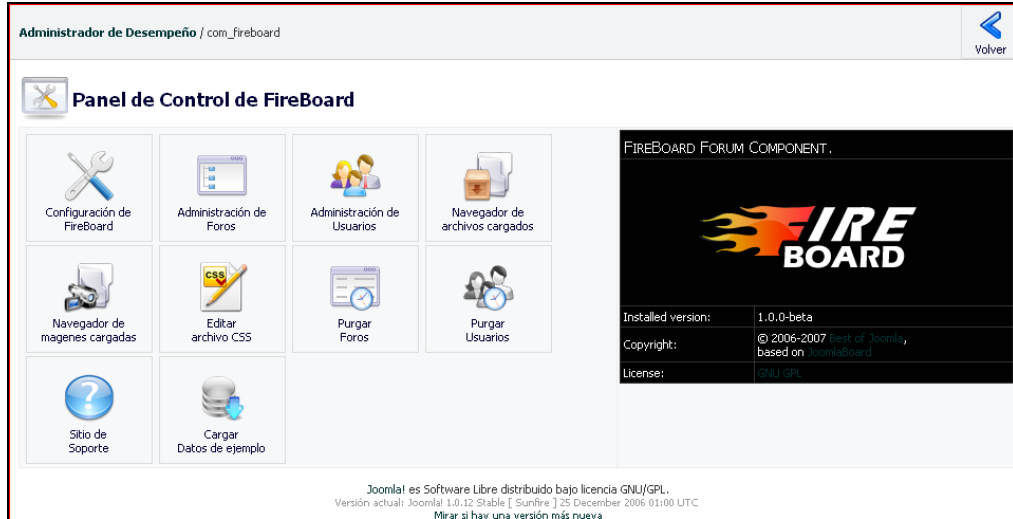 Administrador de Desempeño / com_fireboard
Volver
Panel de Control de FireBoard
Configuración de
FireBoard
Administración de
Foros
Administración de
Usuarios
Navegador de
archivos cargados
Navegador de
magenes cargadas
CSS
Editar
archivo CSS
Purgar
Foros
Purgar
Usuarios
Sitio de
Soporte
Cargar
Datos de ejemplo
FIREBOARD FORUM COMPONENT.
FIRE
BOARD
Installed version: 1.0.0-beta
Copyright: © 2006-2007 Best of Joomla,
based on JoomlaBoard
License: GNU GPL
Joomla! es Software Libre distribuido bajo licencia GNU/GPL.
Versión actual: Joomla! 1.0.12 Stable [ Sunfire ] 25 December 2006 01:00 UTC
Mirar si hay una versión más nueva